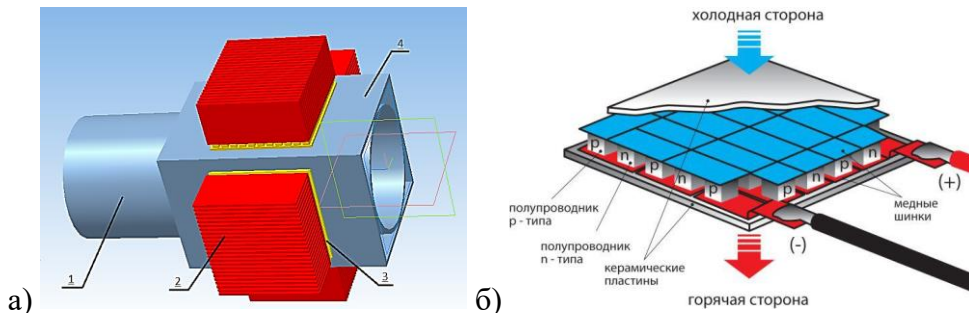 а)
1
2
3
4
б)
холодная сторона
p
n
p
n
p
p
n
p
n
(+)
(-)
полупроводник
р - типа
полупроводник
n - типа
керамические
пластины
медные
шинки
горячая сторона